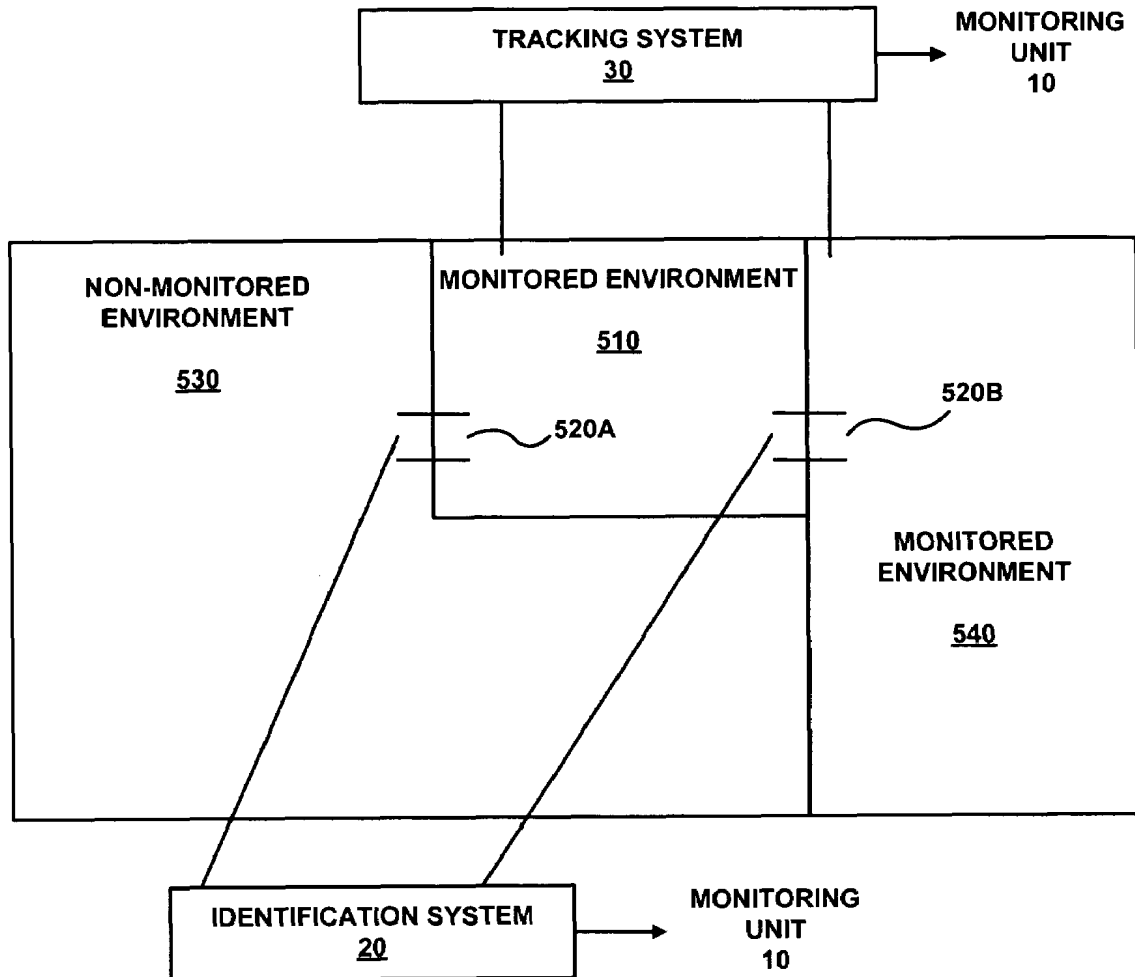 TRACKING SYSTEM
30
MONITORING
UNIT
10
NON-MONITORED
ENVIRONMENT
530
MONITORED ENVIRONMENT
510
520A
520B
MONITORED
ENVIRONMENT
540
IDENTIFICATION SYSTEM
20
MONITORING
UNIT
10